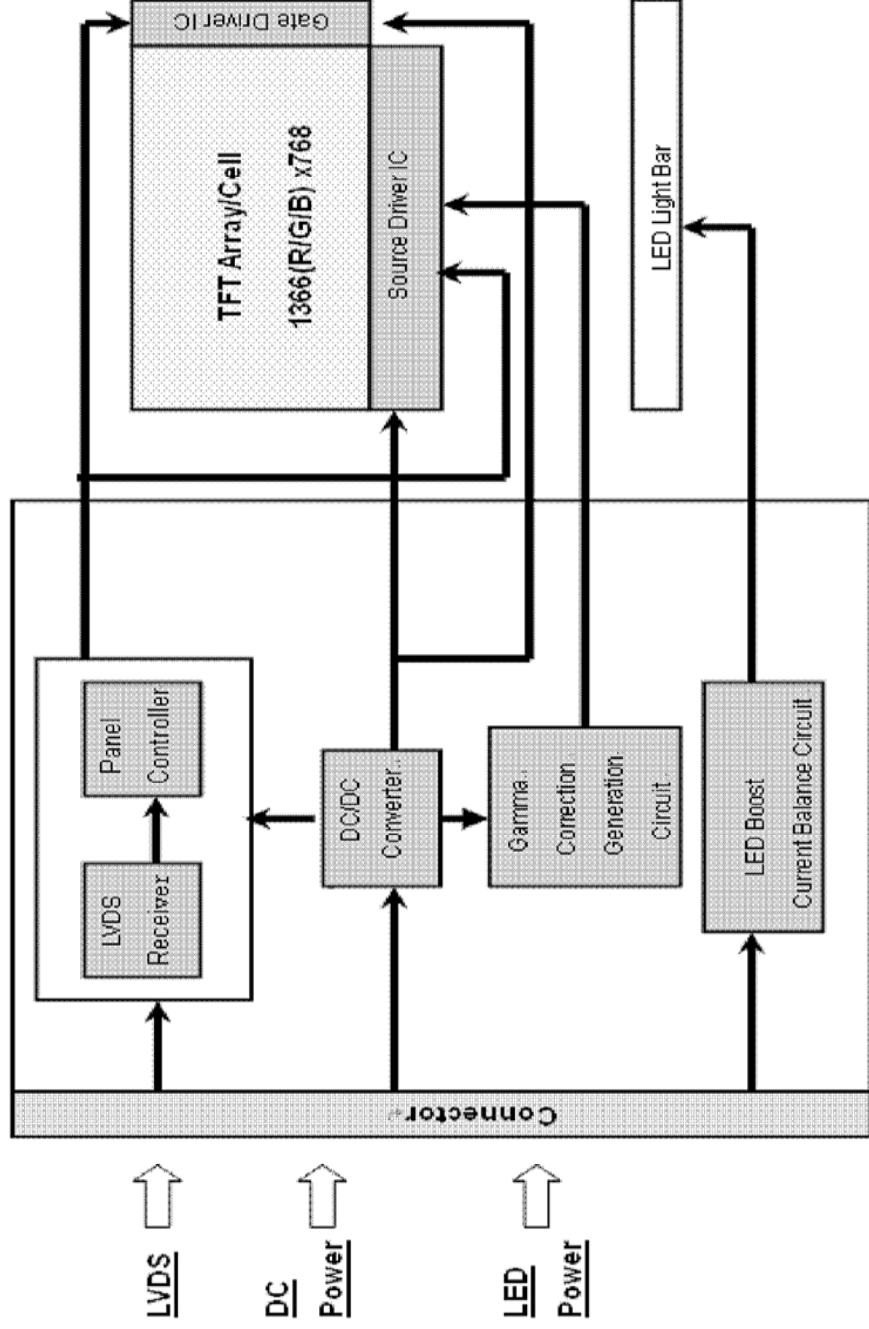 LVDS
DC
Power
LED
Power
Connector
LVDS
Receiver
Panel
Controller
DC/DC
Converter..
Gamma..
Correction
Generation.
Circuit..
LED Boost
Current Balance Circuit.
TFT Array/Cell
1366(R/G/B) x768
Gate Driver IC
Source Driver IC
LED Light Bar